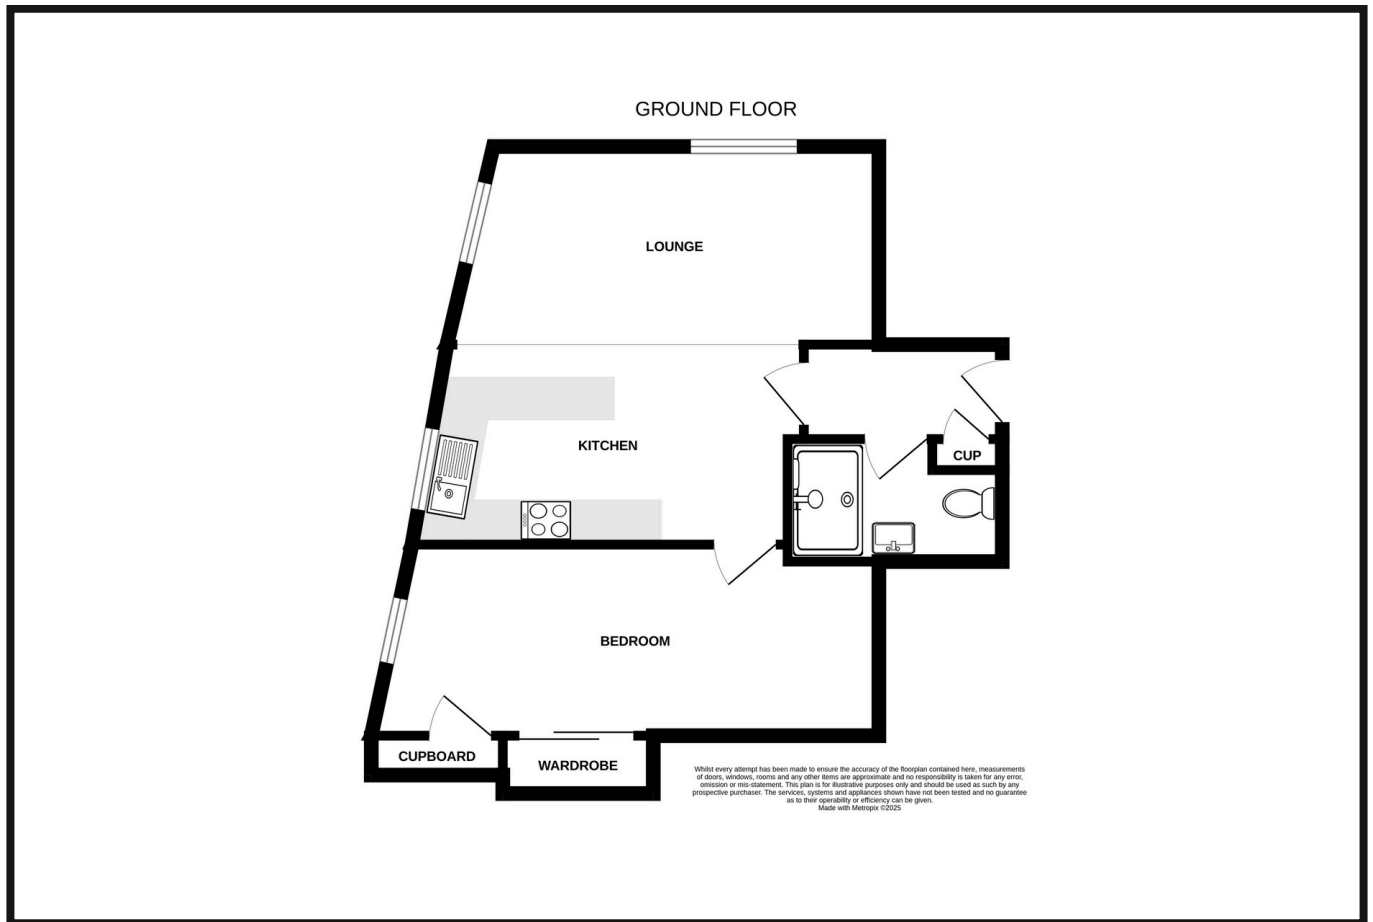 GROUND FLOOR
LOUNGE
KITCHEN
CUP
BEDROOM
CUPBOARD
WARDROBE
Whilst every attempt has been made to ensure the accuracy of the floorplan contained here, measurements
of doors, windows, rooms and any other items are approximate and no responsibility is taken for any error,
omission or mis-statement. This plan is for illustrative purposes only and should be used as such by any
prospective purchaser. The services, systems and appliances shown have not been tested and no guarantee
as to their operability or efficiency can be given.
Made with Metropix ©2025